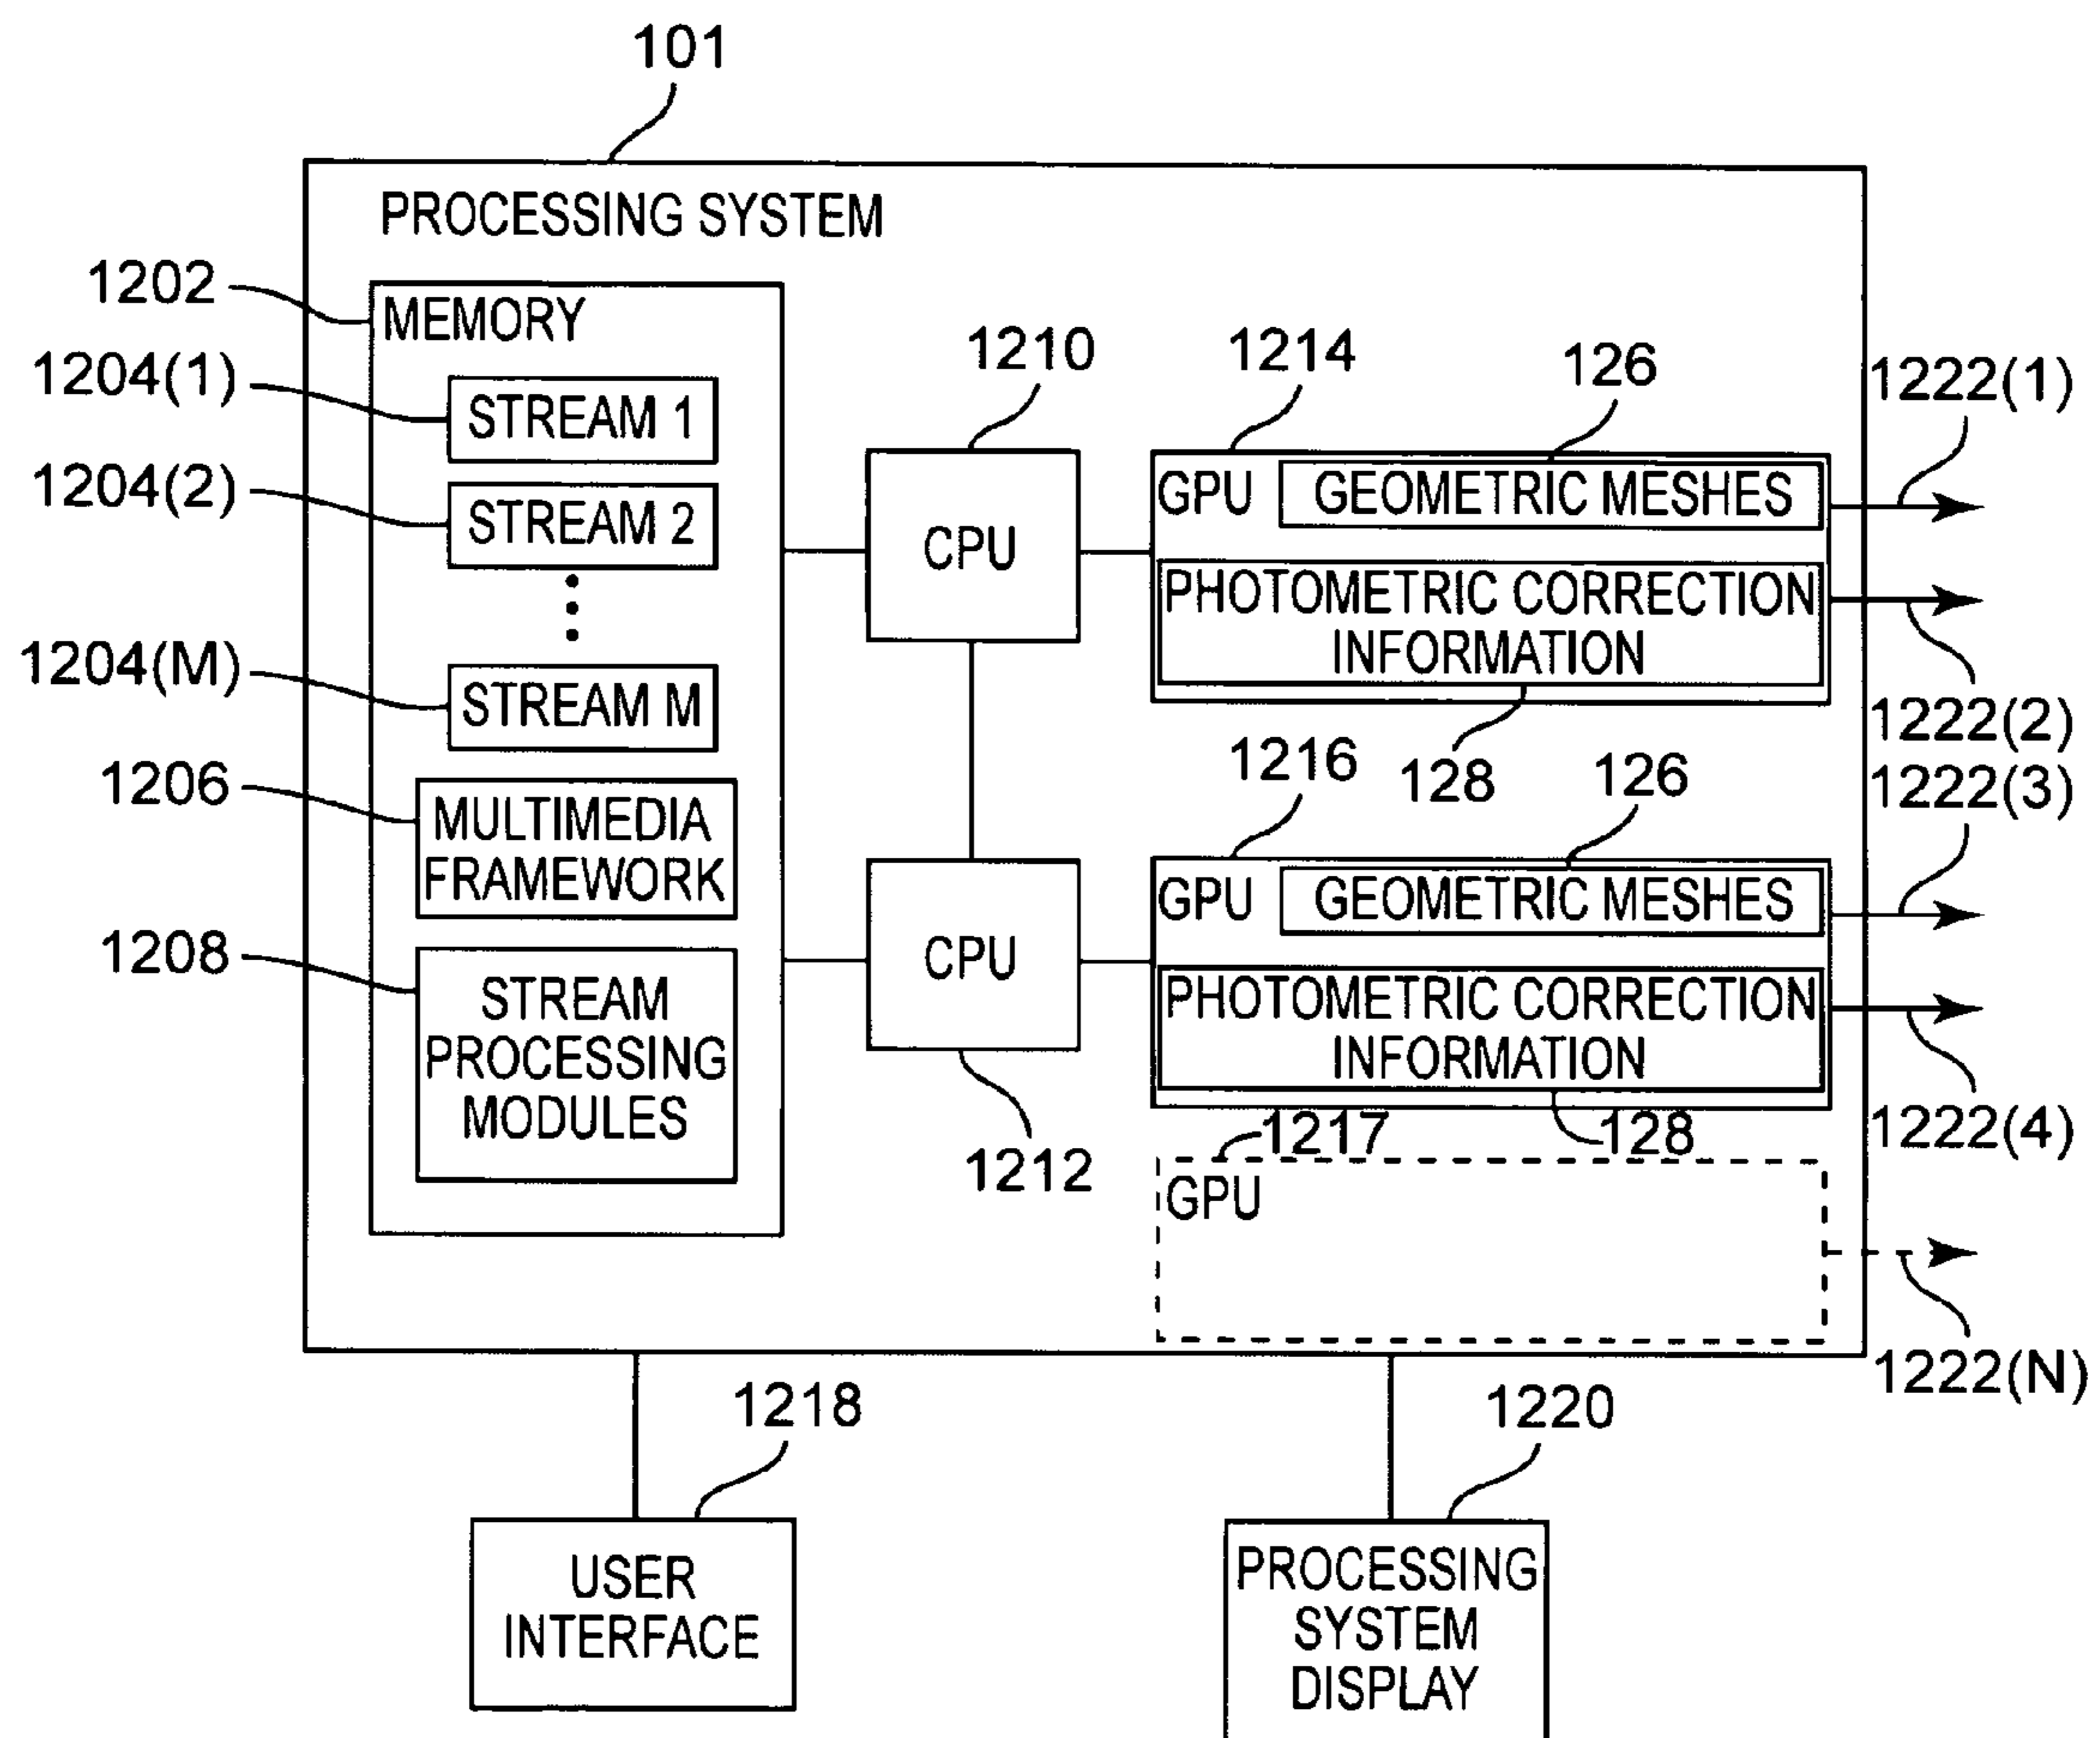 101
PROCESSING SYSTEM
1202
MEMORY
1204(1)
STREAM 1
1204(2)
STREAM 2
1204(M)
STREAM M
1206
MULTIMEDIA
FRAMEWORK
1208
STREAM
PROCESSING
MODULES
1210
CPU
CPU
1212
1214
126
GPU
GEOMETRIC MESHES
PHOTOMETRIC CORRECTION
INFORMATION
128
1222(1)
1222(2)
1216
126
GPU
GEOMETRIC MESHES
PHOTOMETRIC CORRECTION
INFORMATION
128
1222(3)
1222(4)
1217
GPU
1222(N)
1218
USER
INTERFACE
1220
PROCESSING
SYSTEM
DISPLAY